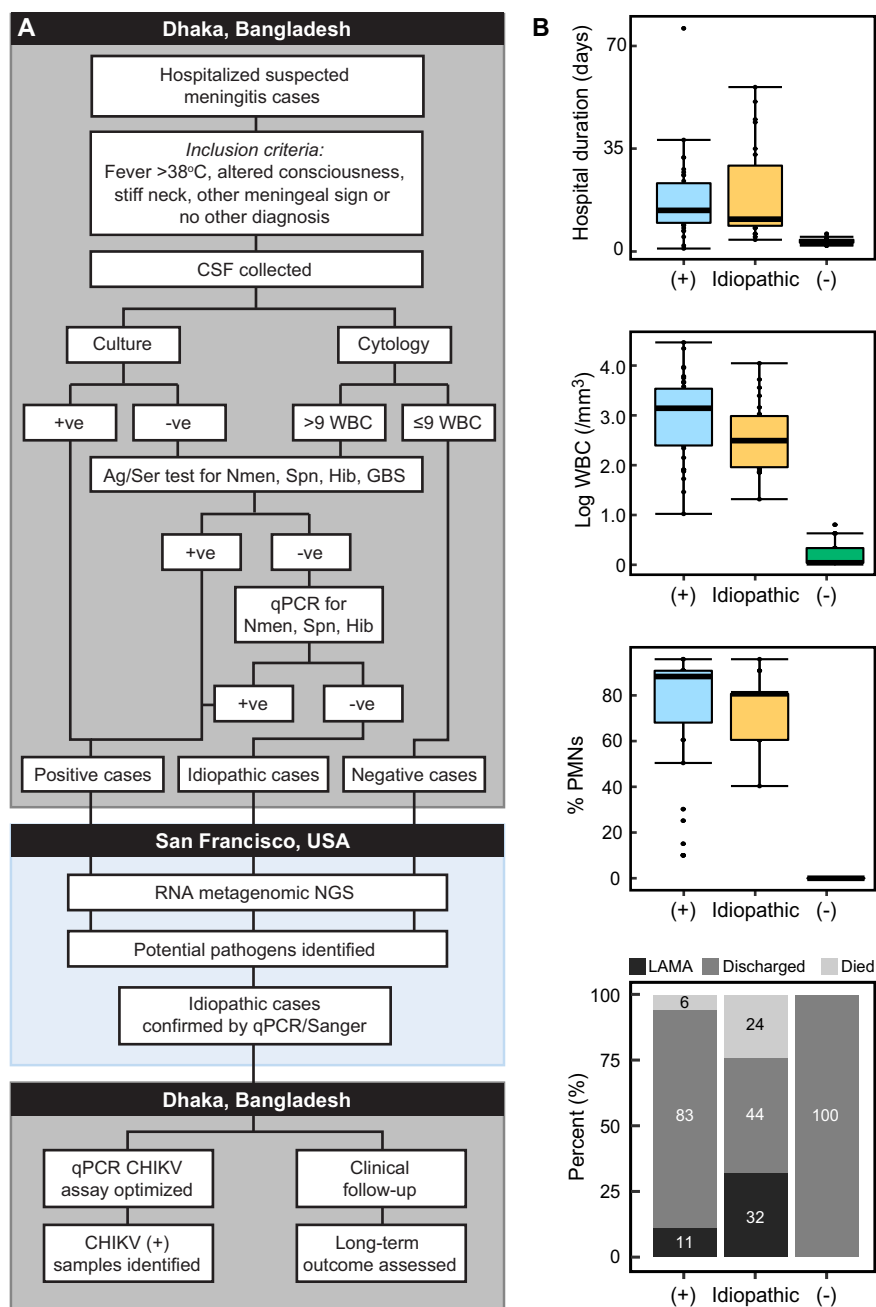 A
Dhaka, Bangladesh
Hospitalized suspected
meningitis cases
Inclusion criteria:
Fever >38°C, altered consciousness,
stiff neck, other meningeal sign or
no other diagnosis
CSF collected
Culture
Cytology
+ve
-ve
>9 WBC
≤9 WBC
Ag/Ser test for Nmen, Spn, Hib, GBS
+ve
-ve
qPCR for
Nmen, Spn, Hib
+ve
-ve
Positive cases
Idiopathic cases
Negative cases
San Francisco, USA
RNA metagenomic NGS
Potential pathogens identified
Idiopathic cases
confirmed by qPCR/Sanger
Dhaka, Bangladesh
qPCR CHIKV
assay optimized
Clinical
follow-up
CHIKV (+)
samples identified
Long-term
outcome assessed
B
Hospital duration (days)
70
35
0
(+) Idiopathic (-)
Log WBC (/mm³)
4.0
3.0
2.0
1.0
0
(+) Idiopathic (-)
% PMNs
80
60
40
20
0
(+) Idiopathic (-)
LAMA Discharged Died
Percent (%)
100
75
50
25
0
6
83
11
24
44
32
100
(+) Idiopathic (-)